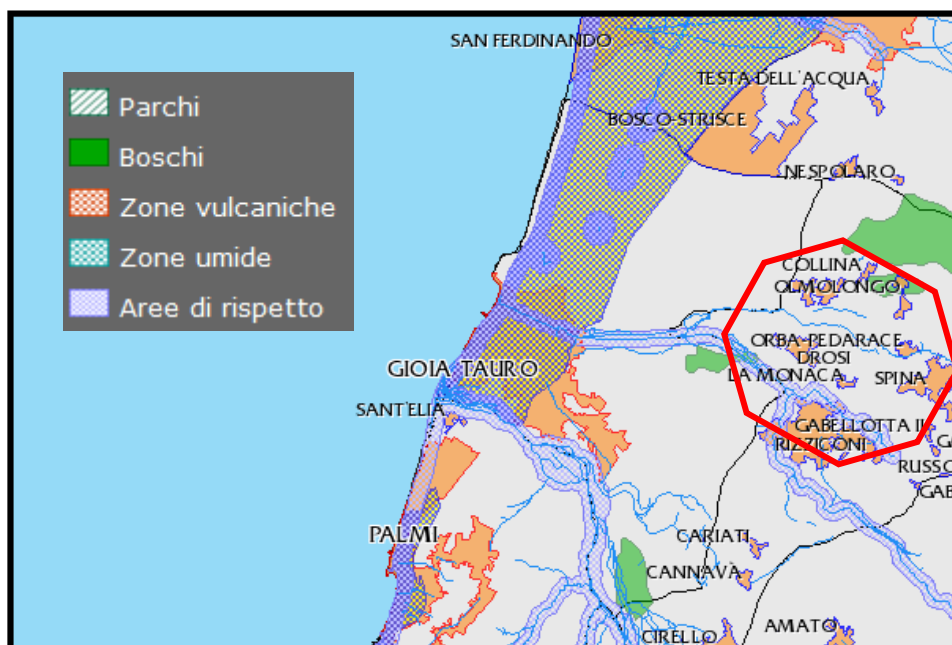 SAN FERDINANDO
TESTA DELL'ACQUA
Parchi
Boschi
Zone vulcaniche
Zone umide
Aree di rispetto
BOSCO-STRISCE
NESPOLARO
COLLINA
OLMOLONGO
ORBA-PEDARACE
DROSI
LA MONACA
SPINA
GIOIA TAURO
SANT'ELIA
GABELLOTTA II
RIZZICONI
RUSSO
GAB
PALMI
CARIATI
CANNAVÀ
CIRELLO
AMATO